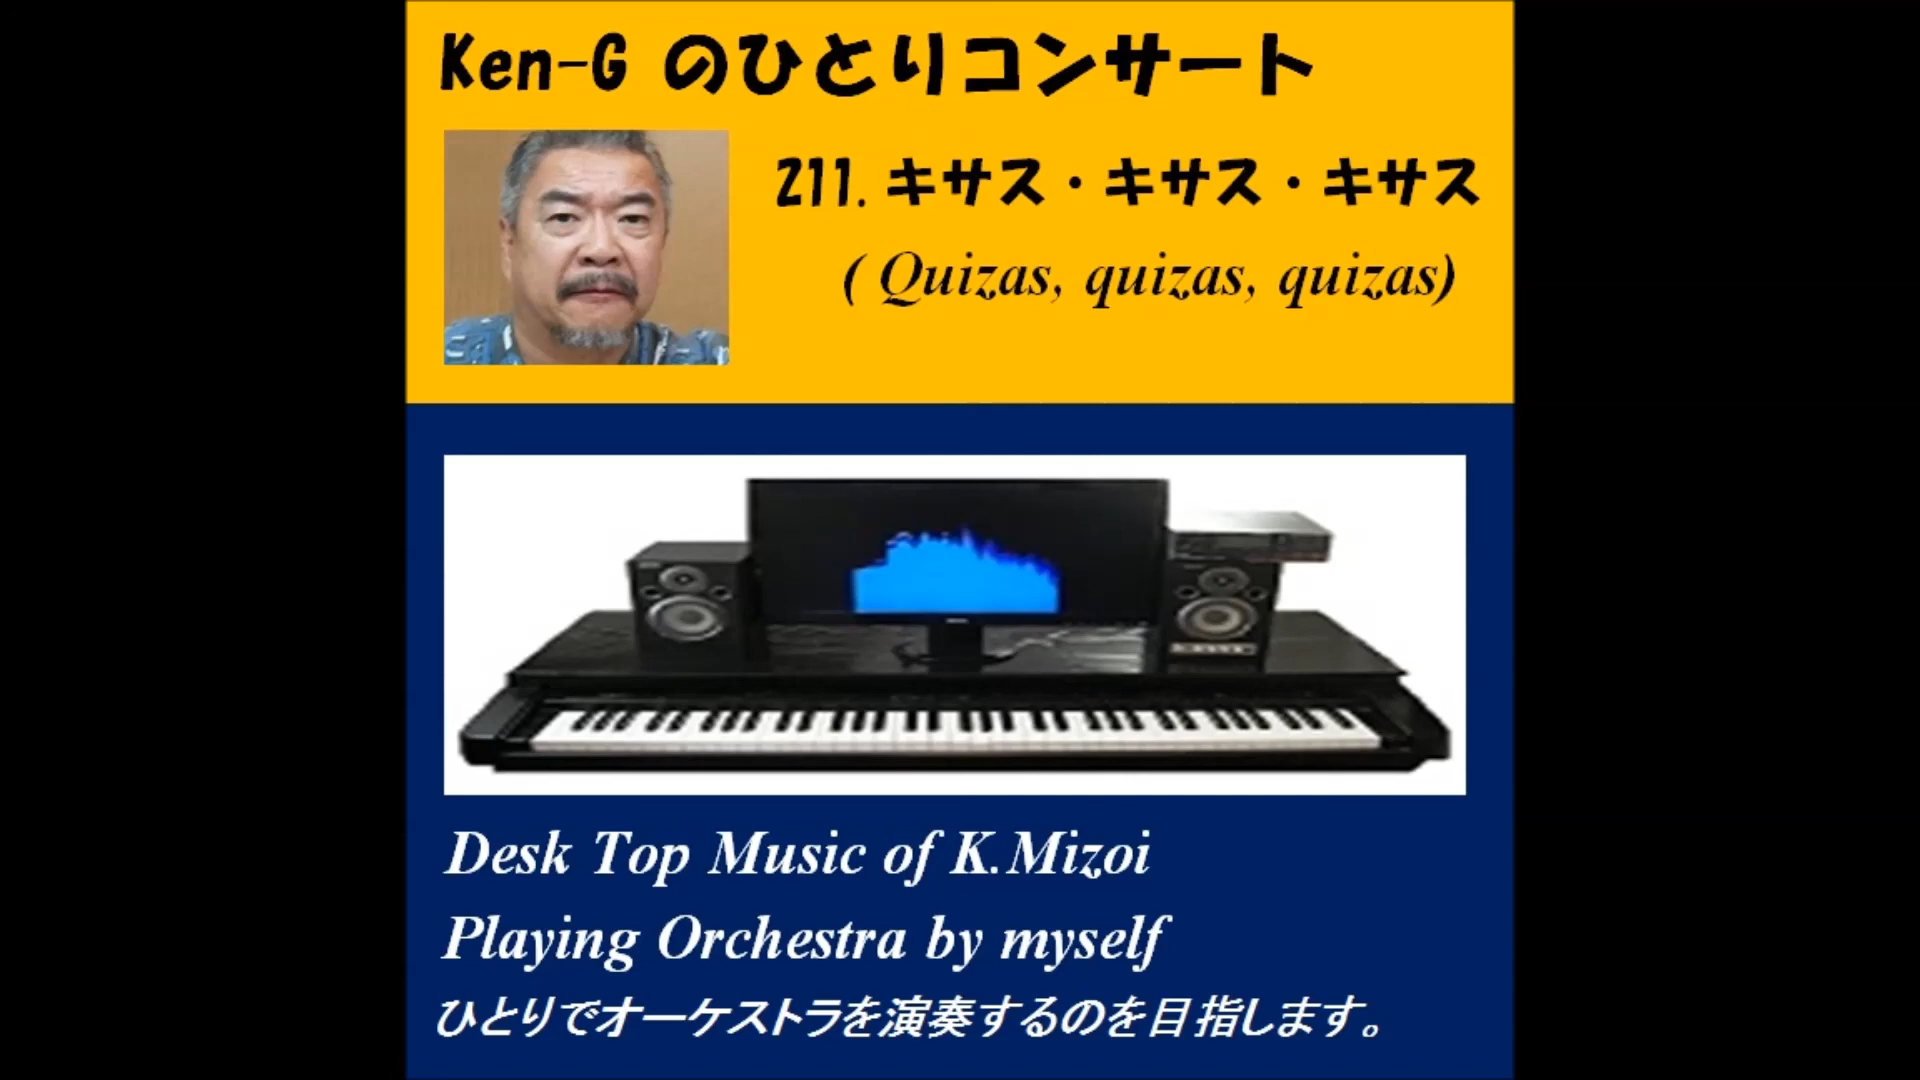 Ken-G のひとりコンサート
211. キサス・キサス・キサス
( Quizas, quizas, quizas)
Desk Top Music of K.Mizoi
Playing Orchestra by myself
ひとりでオーケストラを演奏するのを目指します。